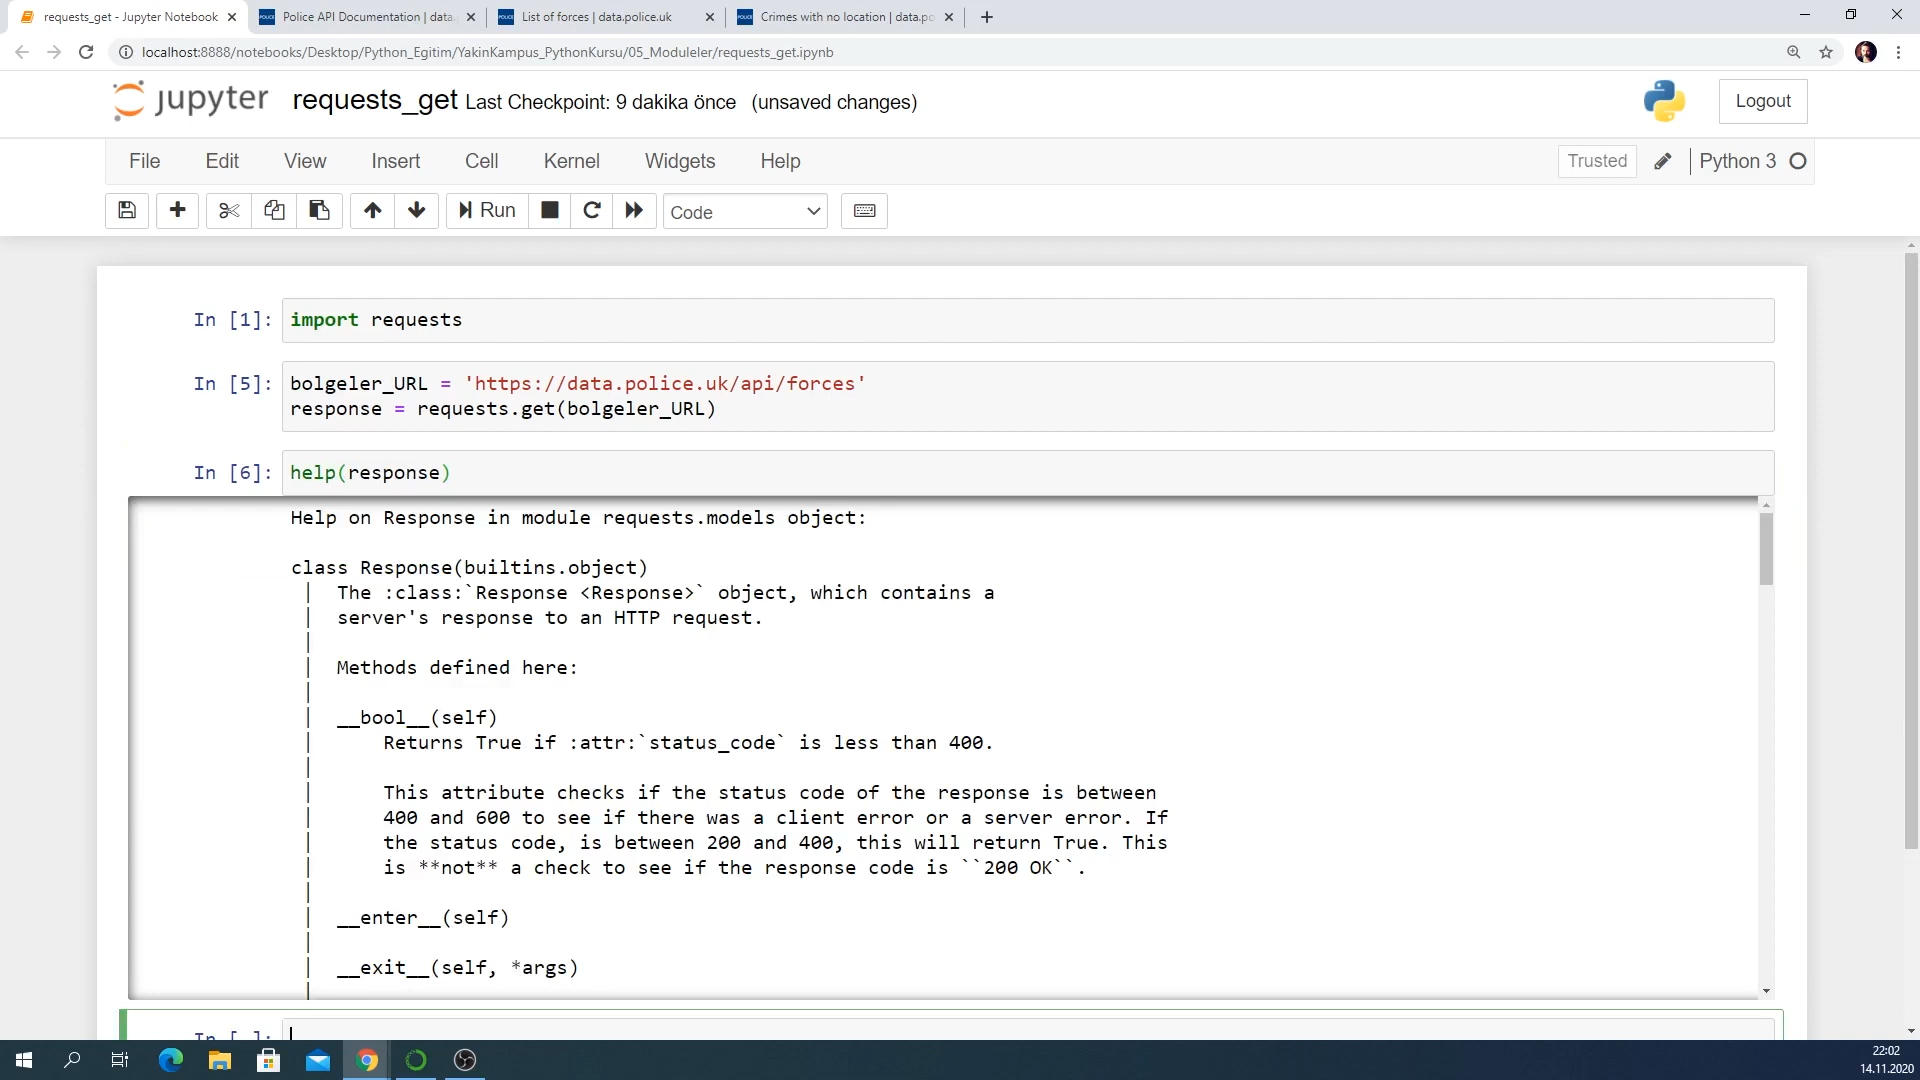 requests_get - Jupyter Notebook
Police API Documentation | data.
List of forces | data.police.uk
Crimes with no location | data.po
localhost:8888/notebooks/Desktop/Python_Egitim/YakinKampus_PythonKursu/05_Moduleler/requests_get.ipynb
jupyter requests_get Last Checkpoint: 9 dakika önce (unsaved changes)
Logout
File Edit View Insert Cell Kernel Widgets Help
Trusted
Python 3
Run
Code
In [1]: import requests
In [5]: bolgeler_URL = 'https://data.police.uk/api/forces'
response = requests.get(bolgeler_URL)
In [6]: help(response)
Help on Response in module requests.models object:
class Response(builtins.object)
| The :class:`Response <Response>` object, which contains a
| server's response to an HTTP request.
|
| Methods defined here:
|
| __bool__(self)
| Returns True if :attr:`status_code` is less than 400.
|
| This attribute checks if the status code of the response is between
| 400 and 600 to see if there was a client error or a server error. If
| the status code, is between 200 and 400, this will return True. This
| is **not** a check to see if the response code is ``200 OK``.
|
| __enter__(self)
|
| __exit__(self, *args)
|
In [ ]:
22:02
14.11.2020